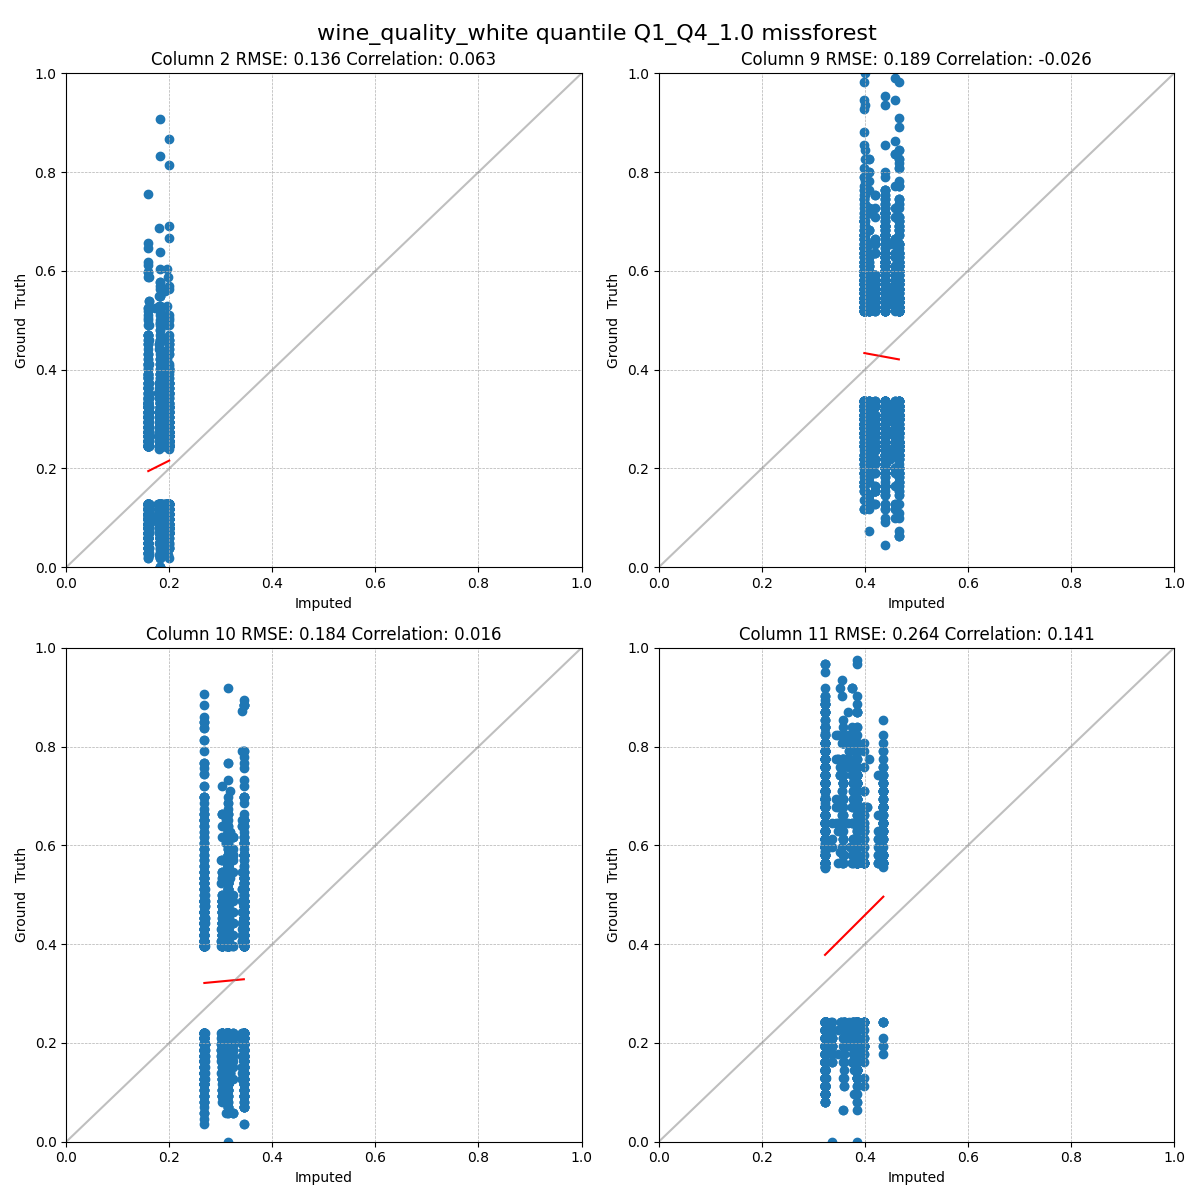 wine_quality_white quantile Q1_Q4_1.0 missforest
Column 2 RMSE: 0.136 Correlation: 0.063
1.0
0.8
0.6
0.4
0.2
0.0
Ground Truth
0.0 0.2 0.4 0.6 0.8 1.0
Imputed
Column 9 RMSE: 0.189 Correlation: -0.026
1.0
0.8
0.6
0.4
0.2
0.0
Ground Truth
0.0 0.2 0.4 0.6 0.8 1.0
Imputed
Column 10 RMSE: 0.184 Correlation: 0.016
1.0
0.8
0.6
0.4
0.2
0.0
Ground Truth
0.0 0.2 0.4 0.6 0.8 1.0
Imputed
Column 11 RMSE: 0.264 Correlation: 0.141
1.0
0.8
0.6
0.4
0.2
0.0
Ground Truth
0.0 0.2 0.4 0.6 0.8 1.0
Imputed